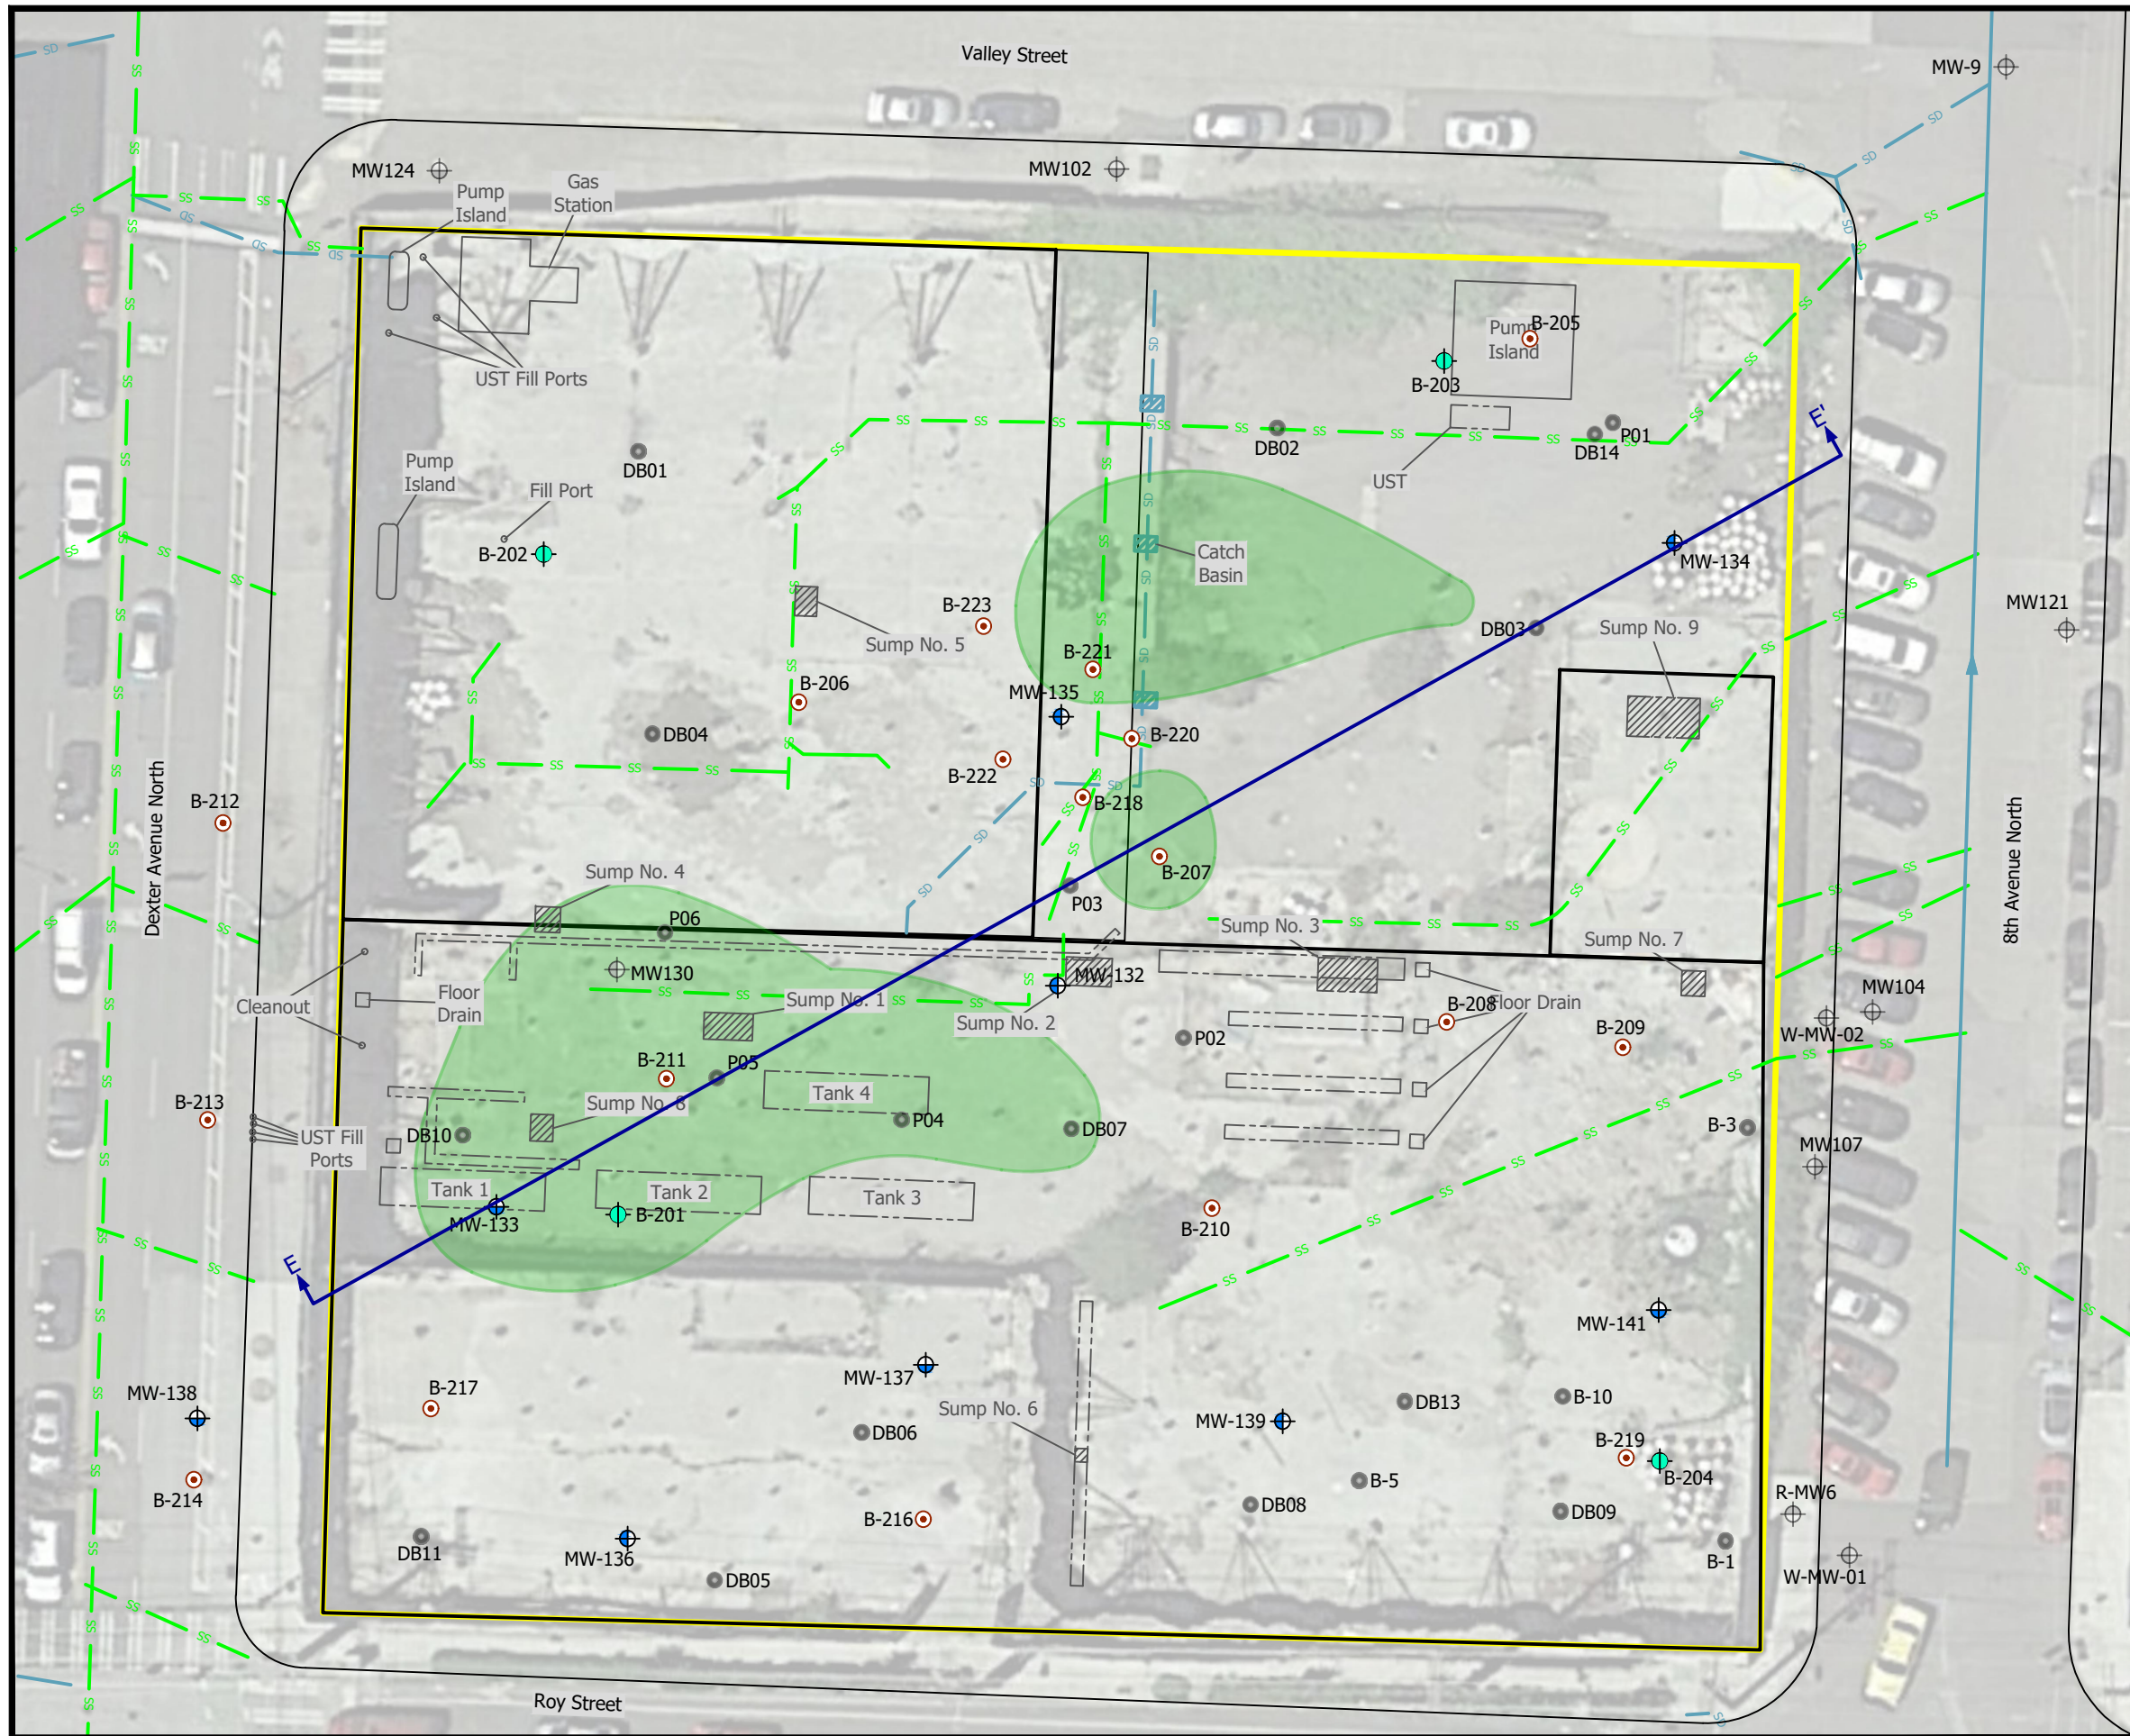 Valley Street
MW-9
SD
MW124
MW102
Pump
Island
Gas
Station
UST Fill Ports
B-205
Pump
Island
B-203
E'
DB01
DB02
P01
DB14
UST
Pump
Island
Fill Port
B-202
Catch
Basin
MW-134
B-223
Sump No. 5
DB03
Sump No. 9
MW121
B-221
B-206
MW-135
DB04
B-220
B-222
B-212
B-218
Dexter Avenue North
8th Avenue North
Sump No. 4
B-207
P03
P06
Sump No. 3
Sump No. 7
MW130
MW-132
Cleanout
Floor
Drain
Sump No. 1
Sump No. 2
B-208
Floor Drain
MW104
W-MW-02
B-209
P02
B-211
P05
Tank 4
Sump No. 8
B-213
UST Fill
Ports
DB10
P04
DB07
B-3
MW107
Tank 1
Tank 2
Tank 3
MW-133
B-201
B-210
E
MW-141
MW-137
MW-138
B-217
Sump No. 6
MW-139
DB13
B-10
DB06
B-219
B-204
B-214
B-5
R-MW6
B-216
DB08
DB09
DB11
MW-136
B-1
DB05
W-MW-01
Roy Street
SS
SD